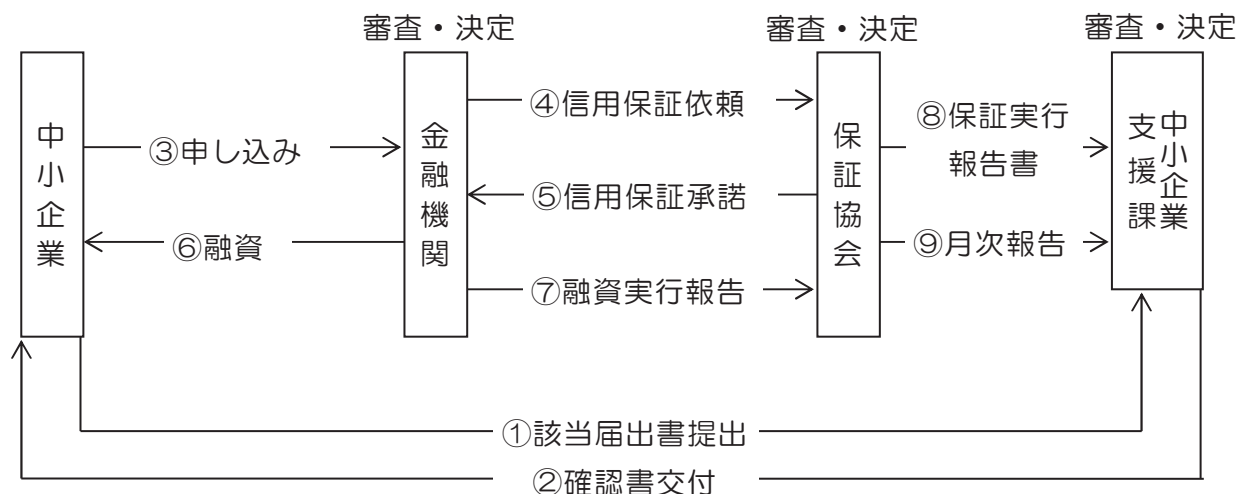 審査・決定
審査・決定
審査・決定
中小企業
③申し込み
⑥融資
金融機関
④信用保証依頼
⑤信用保証承諾
⑦融資実行報告
保証協会
⑧保証実行
報告書
⑨月次報告
中小企業
支援課
①該当届出書提出
②確認書交付